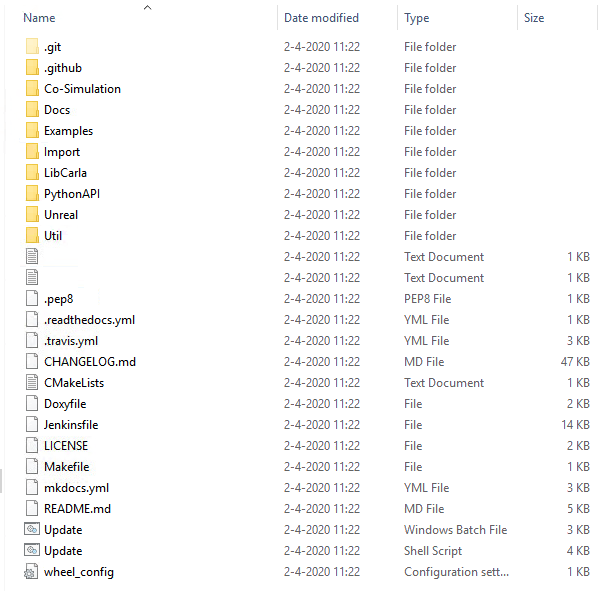 Name Date modified Type Size
.git 2-4-2020 11:22 File folder
.github 2-4-2020 11:22 File folder
Co-Simulation 2-4-2020 11:22 File folder
Docs 2-4-2020 11:22 File folder
Examples 2-4-2020 11:22 File folder
Import 2-4-2020 11:22 File folder
LibCarla 2-4-2020 11:22 File folder
PythonAPI 2-4-2020 11:22 File folder
Unreal 2-4-2020 11:22 File folder
Util 2-4-2020 11:22 File folder
2-4-2020 11:22 Text Document 1 KB
2-4-2020 11:22 Text Document 1 KB
.pep8 2-4-2020 11:22 PEP8 File 1 KB
.readthedocs.yml 2-4-2020 11:22 YML File 1 KB
.travis.yml 2-4-2020 11:22 YML File 3 KB
CHANGELOG.md 2-4-2020 11:22 MD File 47 KB
CMakeLists 2-4-2020 11:22 Text Document 1 KB
Doxyfile 2-4-2020 11:22 File 2 KB
Jenkinsfile 2-4-2020 11:22 File 14 KB
LICENSE 2-4-2020 11:22 File 2 KB
Makefile 2-4-2020 11:22 File 1 KB
mkdocs.yml 2-4-2020 11:22 YML File 3 KB
README.md 2-4-2020 11:22 MD File 5 KB
Update 2-4-2020 11:22 Windows Batch File 3 KB
Update 2-4-2020 11:22 Shell Script 4 KB
wheel_config 2-4-2020 11:22 Configuration sett... 1 KB